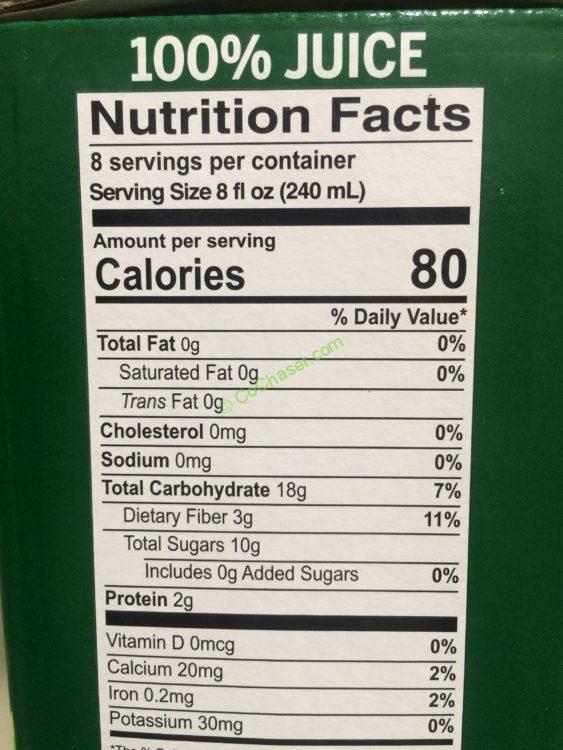 100% JUICE
Nutrition Facts
8 servings per container
Serving Size 8 fl oz (240 mL)
Amount per serving
Calories 80
% Daily Value*
Total Fat 0g 0%
Saturated Fat 0g 0%
Trans Fat 0g
© CoChaser.com
Cholesterol 0mg 0%
Sodium 0mg 0%
Total Carbohydrate 18g 7%
Dietary Fiber 3g 11%
Total Sugars 10g
Includes 0g Added Sugars 0%
Protein 2g
Vitamin D 0mcg 0%
Calcium 20mg 2%
Iron 0.2mg 2%
Potassium 30mg 0%
*The %